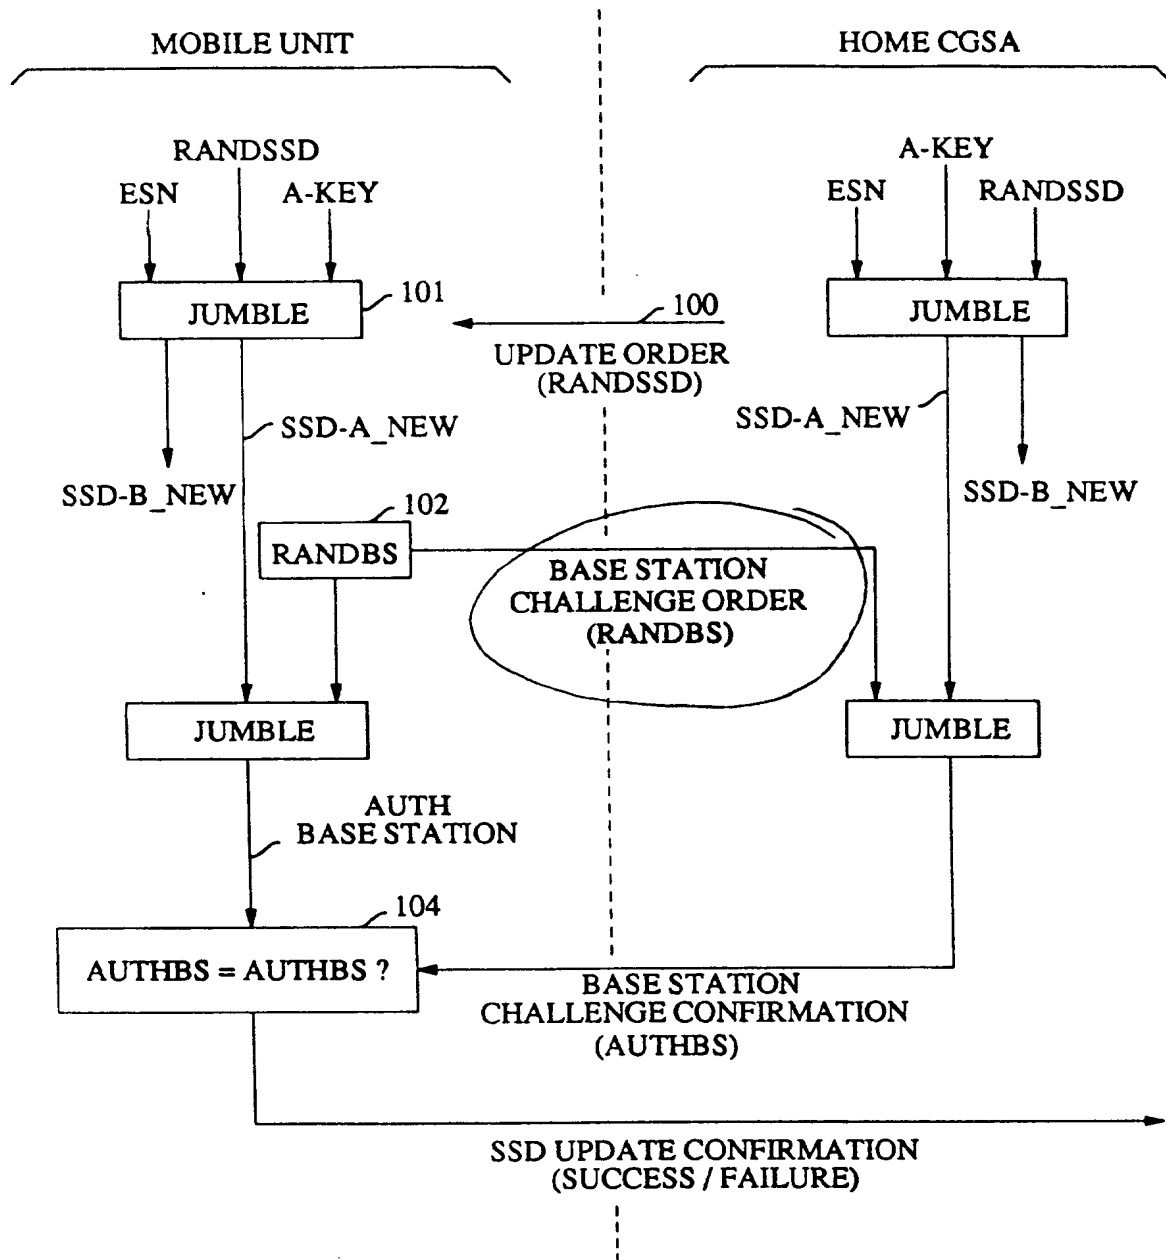 MOBILE UNIT
HOME CGSA
RANDSSD
ESN
A-KEY
A-KEY
ESN
RANDSSD
JUMBLE
101
100
JUMBLE
UPDATE ORDER
(RANDSSD)
SSD-A_NEW
SSD-A_NEW
SSD-B_NEW
SSD-B_NEW
102
RANDBS
BASE STATION
CHALLENGE ORDER
(RANDBS)
JUMBLE
JUMBLE
AUTH
BASE STATION
104
AUTHBS = AUTHBS ?
BASE STATION
CHALLENGE CONFIRMATION
(AUTHBS)
SSD UPDATE CONFIRMATION
(SUCCESS / FAILURE)